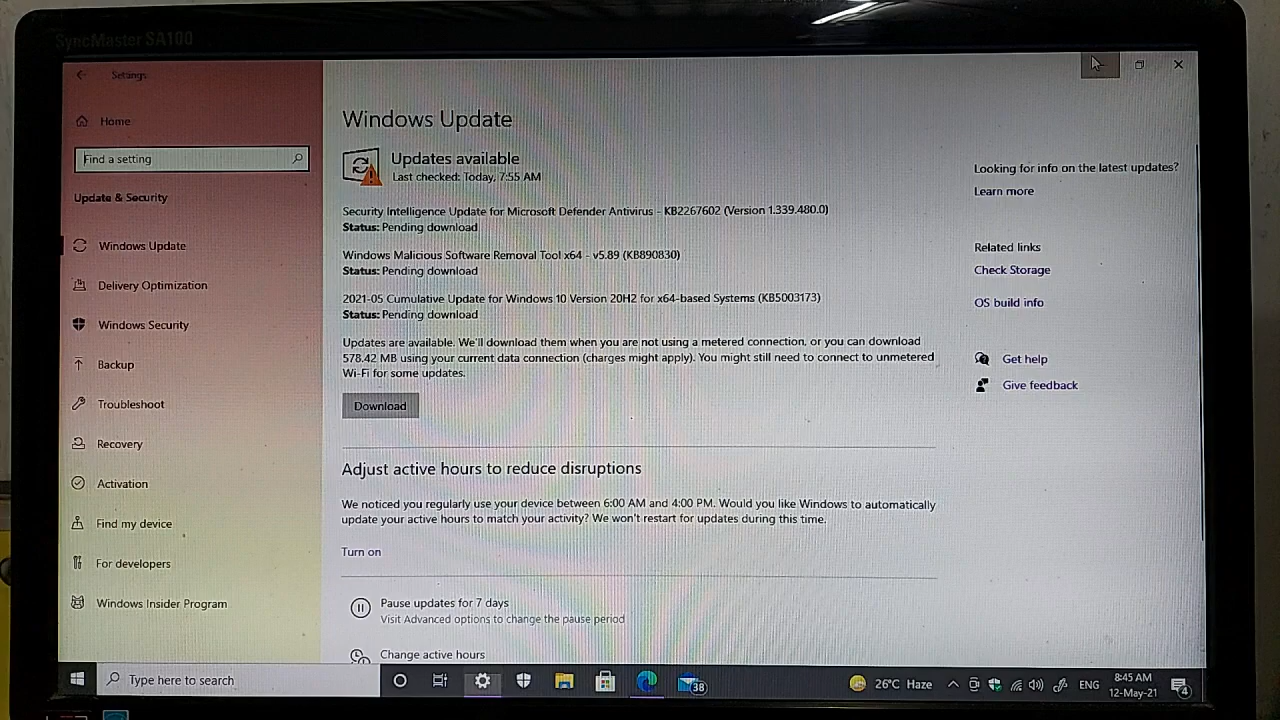 SyncMaster SA100
Settings
Home
Find a setting
Update & Security
Windows Update
Delivery Optimization
Windows Security
Backup
Troubleshoot
Recovery
Activation
Find my device
For developers
Windows Insider Program
Windows Update
Updates available
Last checked: Today, 7:55 AM
Security Intelligence Update for Microsoft Defender Antivirus - KB2267602 (Version 1.339.480.0)
Status: Pending download
Windows Malicious Software Removal Tool x64 - v5.89 (KB890830)
Status: Pending download
2021-05 Cumulative Update for Windows 10 Version 20H2 for x64-based Systems (KB5003173)
Status: Pending download
Updates are available. We'll download them when you are not using a metered connection, or you can download
578.42 MB using your current data connection (charges might apply). You might still need to connect to unmetered
Wi-Fi for some updates.
Download
Adjust active hours to reduce disruptions
We noticed you regularly use your device between 6:00 AM and 4:00 PM. Would you like Windows to automatically
update your active hours to match your activity? We won't restart for updates during this time.
Turn on
Pause updates for 7 days
Visit Advanced options to change the pause period
Change active hours
Looking for info on the latest updates?
Learn more
Related links
Check Storage
OS build info
Get help
Give feedback
Type here to search
38
26°C Haze
ENG
8:45 AM
12-May-21
4